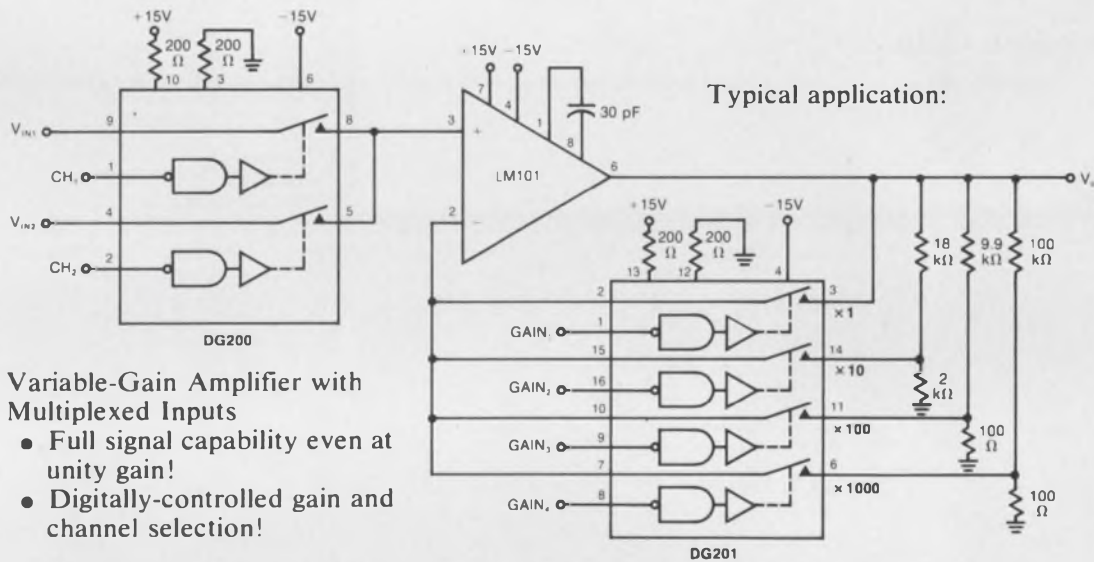 +15V
-15V
200
Ω
200
Ω
10
3
6
V_IN1
9
8
CH₁
1
V_IN2
4
5
CH₂
2
DG200
+15V
-15V
7
4
1
30 pF
8
3
+
LM101
6
2
Typical application:
+15V
-15V
200
Ω
200
Ω
13
12
4
18
kΩ
9.9
kΩ
100
kΩ
2
3
×1
GAIN
1
15
14
×10
GAIN₂
16
2
kΩ
10
11
×100
GAIN₃
9
100
Ω
7
6
×1000
GAIN₄
8
100
Ω
DG201
Variable-Gain Amplifier with
Multiplexed Inputs
• Full signal capability even at
unity gain!
• Digitally-controlled gain and
channel selection!